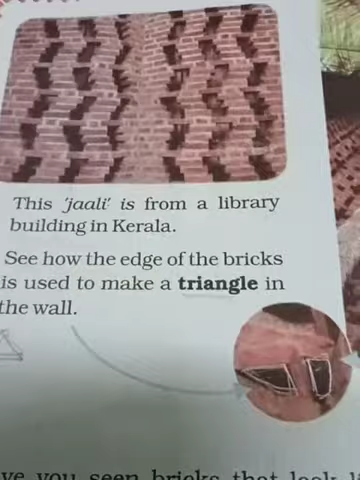 This 'jaali' is from a library
building in Kerala.
See how the edge of the bricks
is used to make a triangle in
the wall.
you seen bricks that look